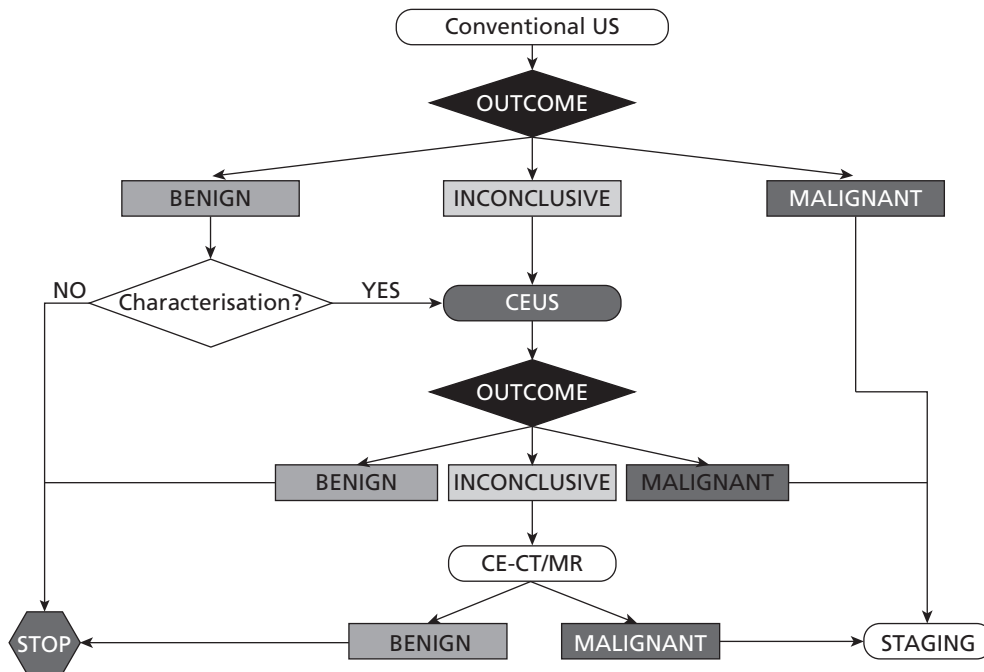 Conventional US
OUTCOME
BENIGN
INCONCLUSIVE
MALIGNANT
NO
Characterisation?
YES
CEUS
OUTCOME
BENIGN
INCONCLUSIVE
MALIGNANT
CE-CT/MR
STOP
BENIGN
MALIGNANT
STAGING